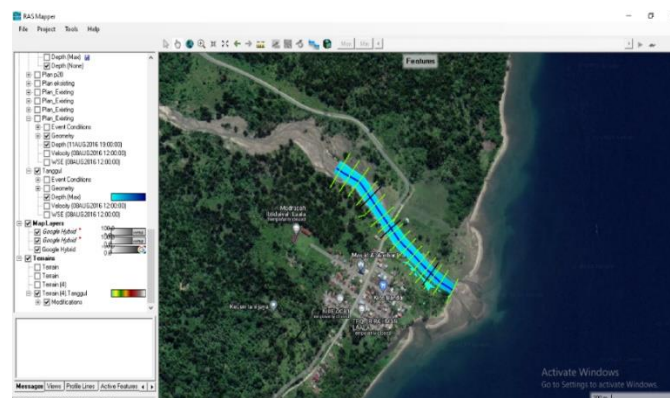 RAS Mapper
File Project Tools Help
Max Min
Features
Depth (Max)
Depth (None)
Plan p28
Plan eksisting
Plan_Existing
Plan_Existing
Plan_Existing
Plan_Existing
Event Conditions
Geometry
Depth (11AUG2016 13:00:00)
Velocity (08AUG2016 12:00:00)
WSE (08AUG2016 12:00:00)
Tanggul
Event Conditions
Geometry
Depth (Max)
Velocity (08AUG2016 12:00:00)
WSE (08AUG2016 12:00:00)
Map Layers
Google Hybrid
Google Hybrid
Google Hybrid
Terrains
Terrain
Terrain
Terrain (4)
Terrain (4).Tanggul
Modifications
Messages Views Profile Lines Active Features
Activate Windows
Go to Settings to activate Windows.